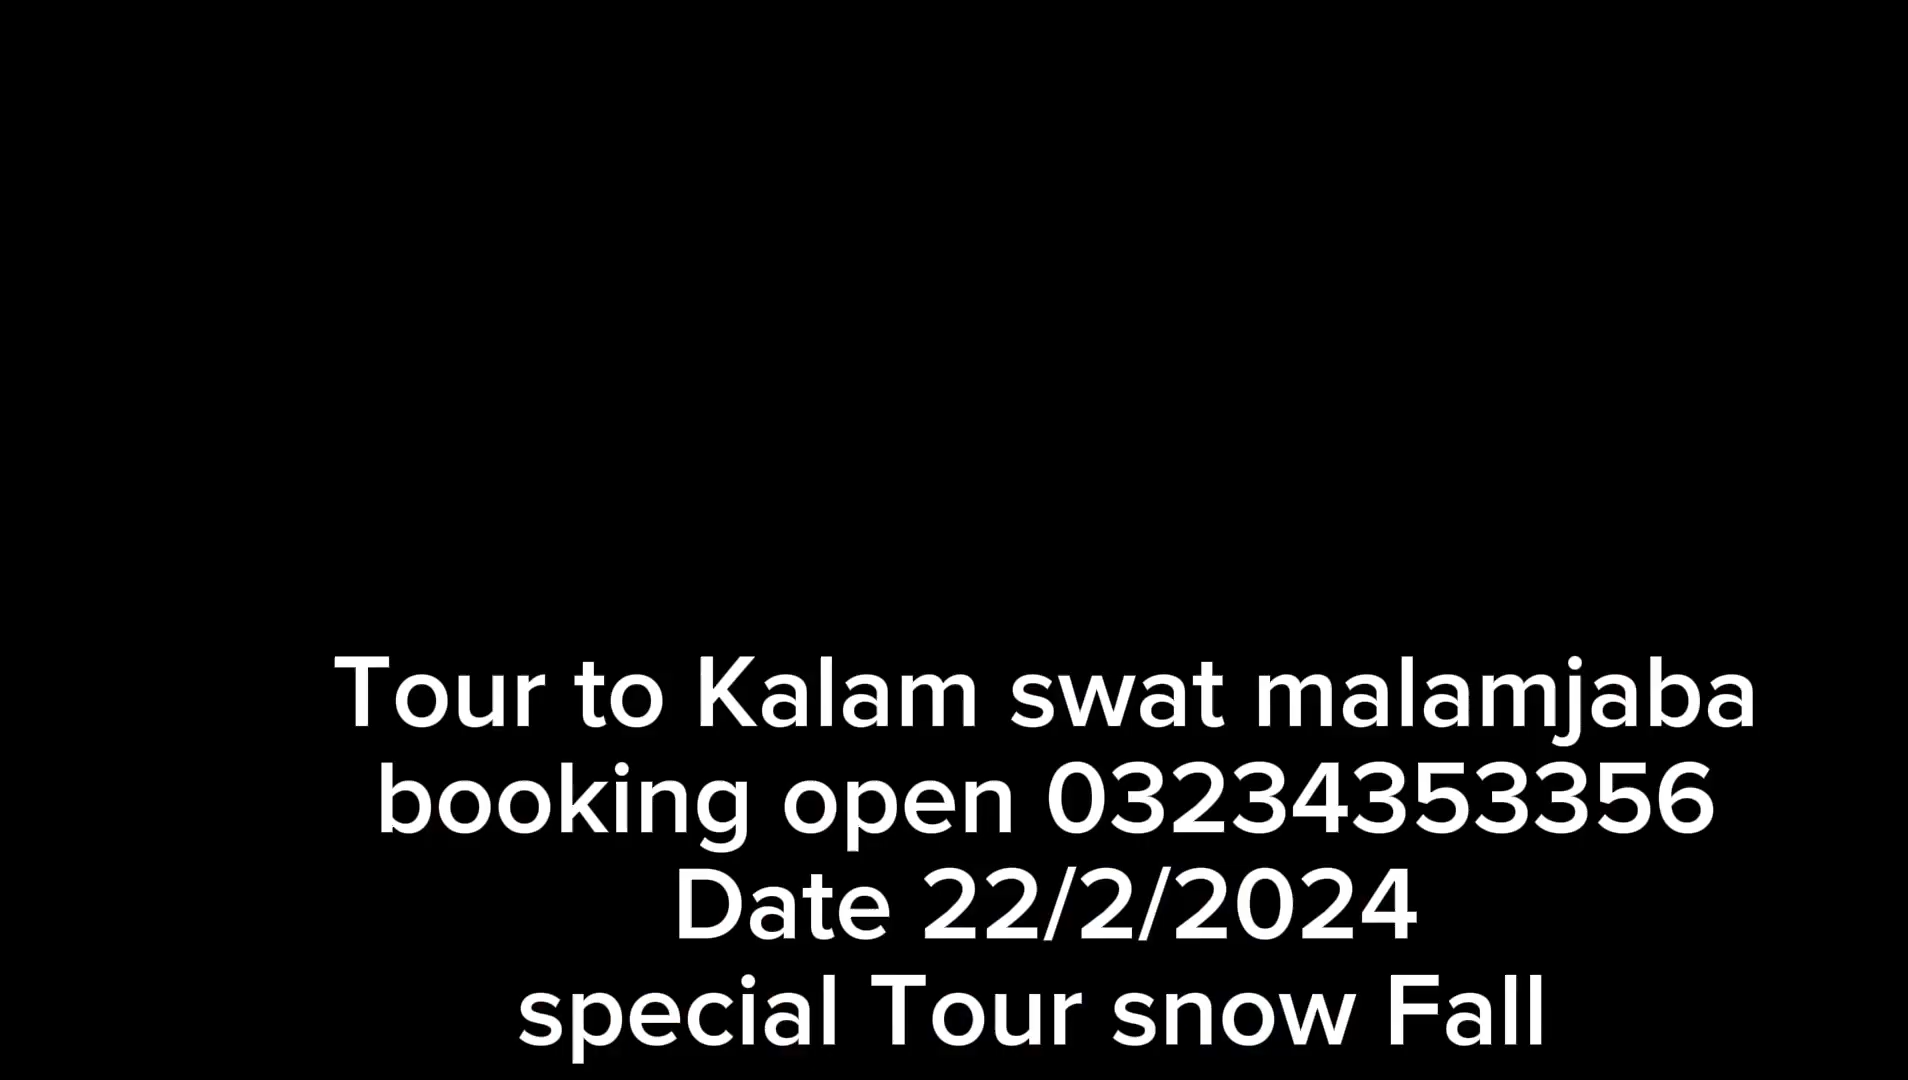 Tour to Kalam swat malamjaba
booking open 03234353356
Date 22/2/2024
special Tour snow Fall